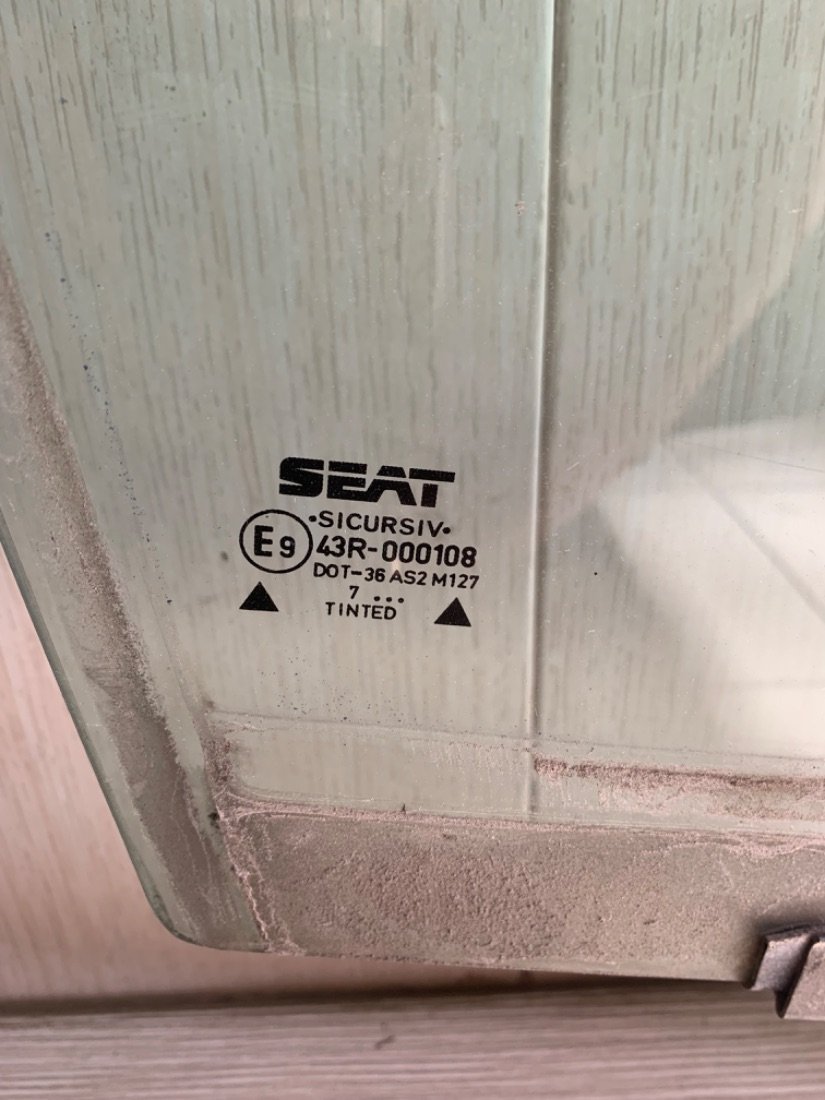 SEAT
•SICURSIV•
E9 43R-000108
DOT-36 AS2 M127
7 ...
TINTED